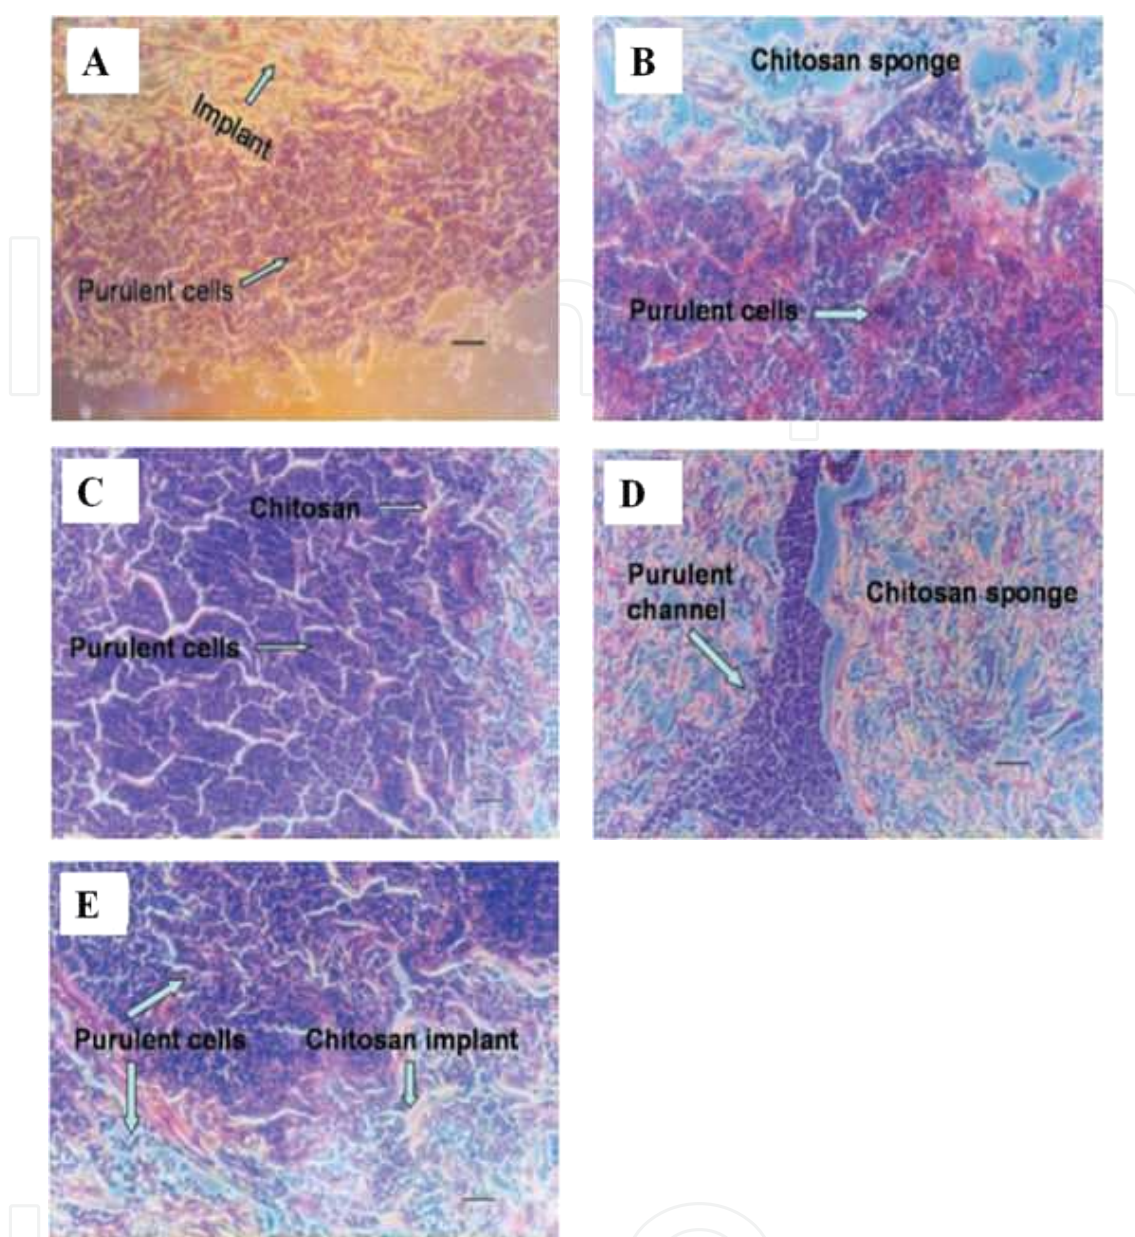 A
Implant
Purulent cells
B
Chitosan sponge
Purulent cells
C
Chitosan
Purulent cells
D
Purulent
channel
Chitosan sponge
E
Purulent cells
Chitosan implant